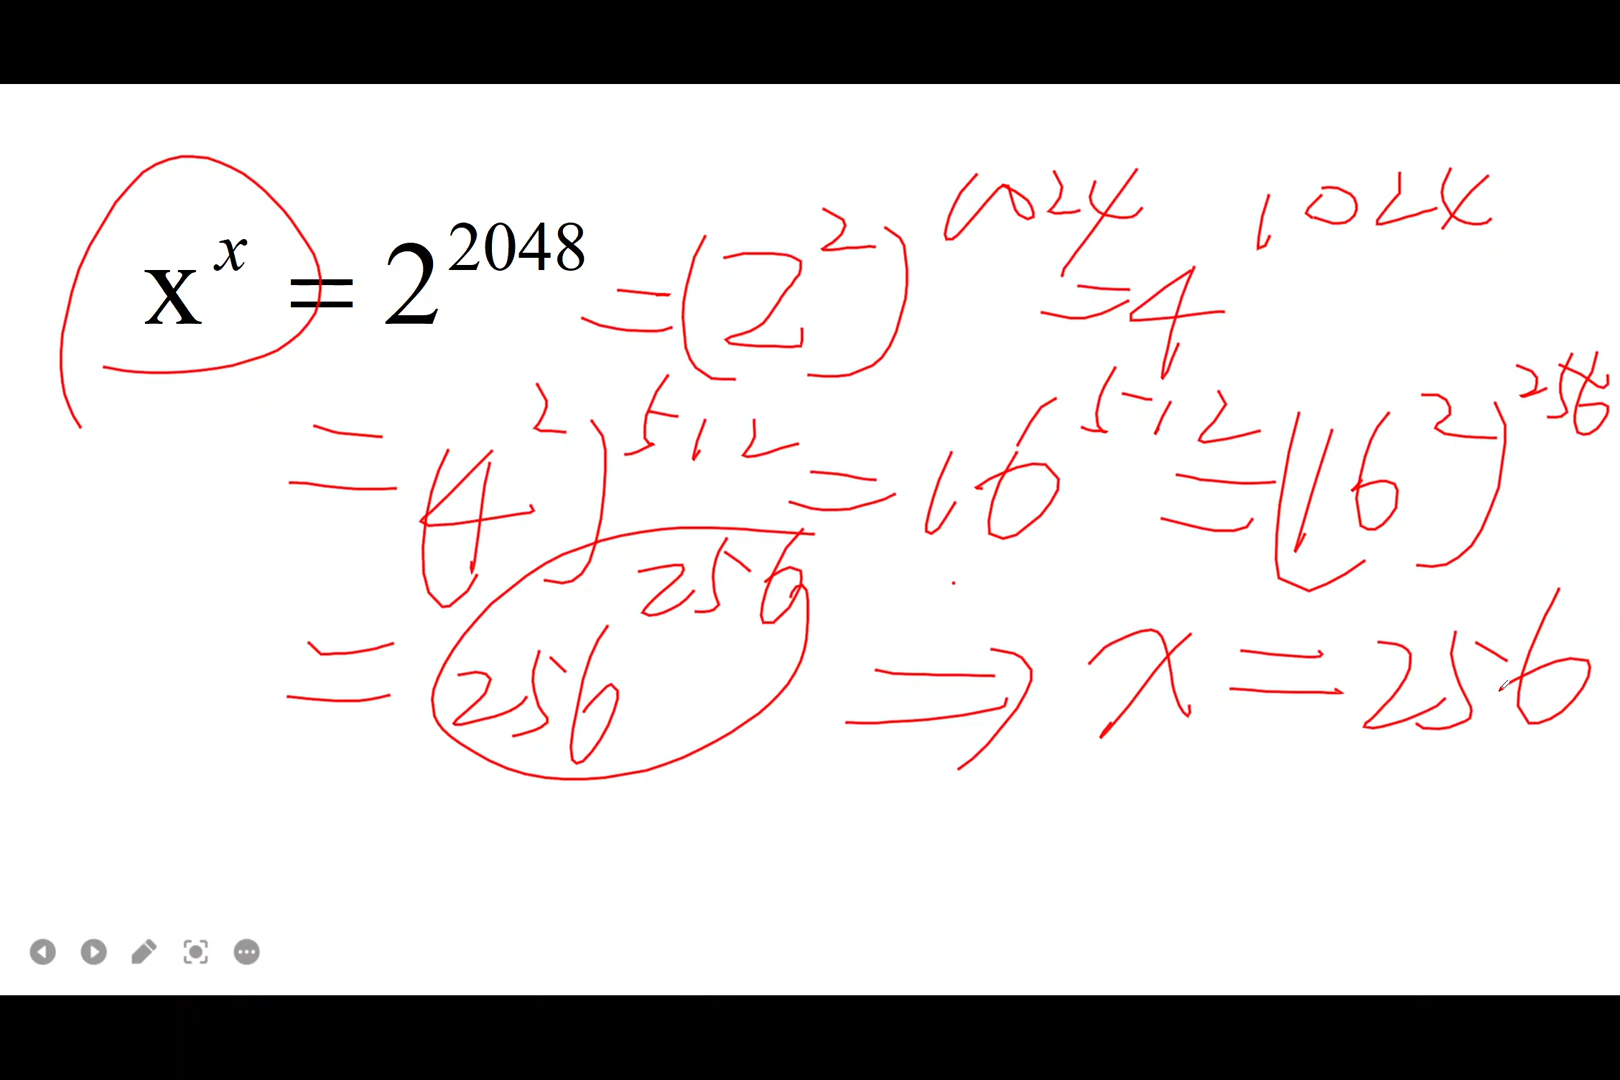 x^x = 2^2048 = (2^2)^1024 = 4^1024
= (4^2)^512 = 16^512 = (16^2)^256
= 256^256 ⇒ x = 256